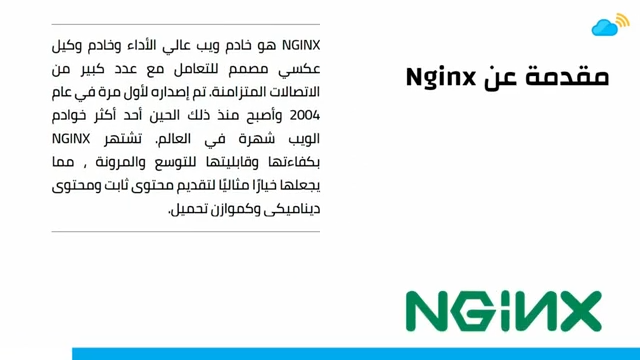 مقدمة عن Nginx
NGINX هو خادم ويب عالي الأداء وخادم وكيل
عكسي مصمم للتعامل مع عدد كبير من
الاتصالات المتزامنة. تم إصداره لأول مرة في عام
2004 وأصبح منذ ذلك الحين أحد أكثر خوادم
الويب شهرة في العالم. تشتهر NGINX
بكفاءتها وقابليتها للتوسع والمرونة ، مما
يجعلها خيارًا مثاليًا لتقديم محتوى ثابت ومحتوى
ديناميكي وكموازن تحميل.
NGINX